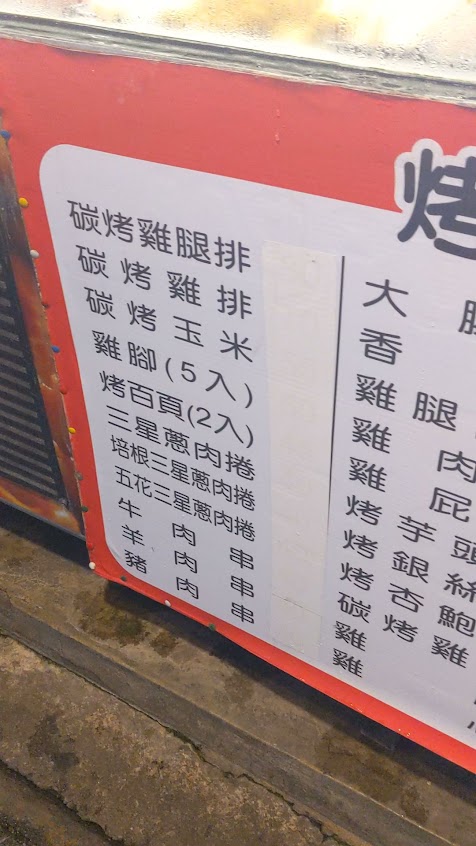 碳烤雞腿排
碳烤雞排
碳烤玉米
雞腳(5入)
烤百頁(2入)
三星蔥肉捲
培根三星蔥肉捲
五花三星蔥肉捲
牛肉串
羊肉串
豬肉串
烤
大腸
香
雞腿
雞肉
雞屁
烤芋頭
烤銀絲
烤杏鮑
碳烤雞
雞
雞